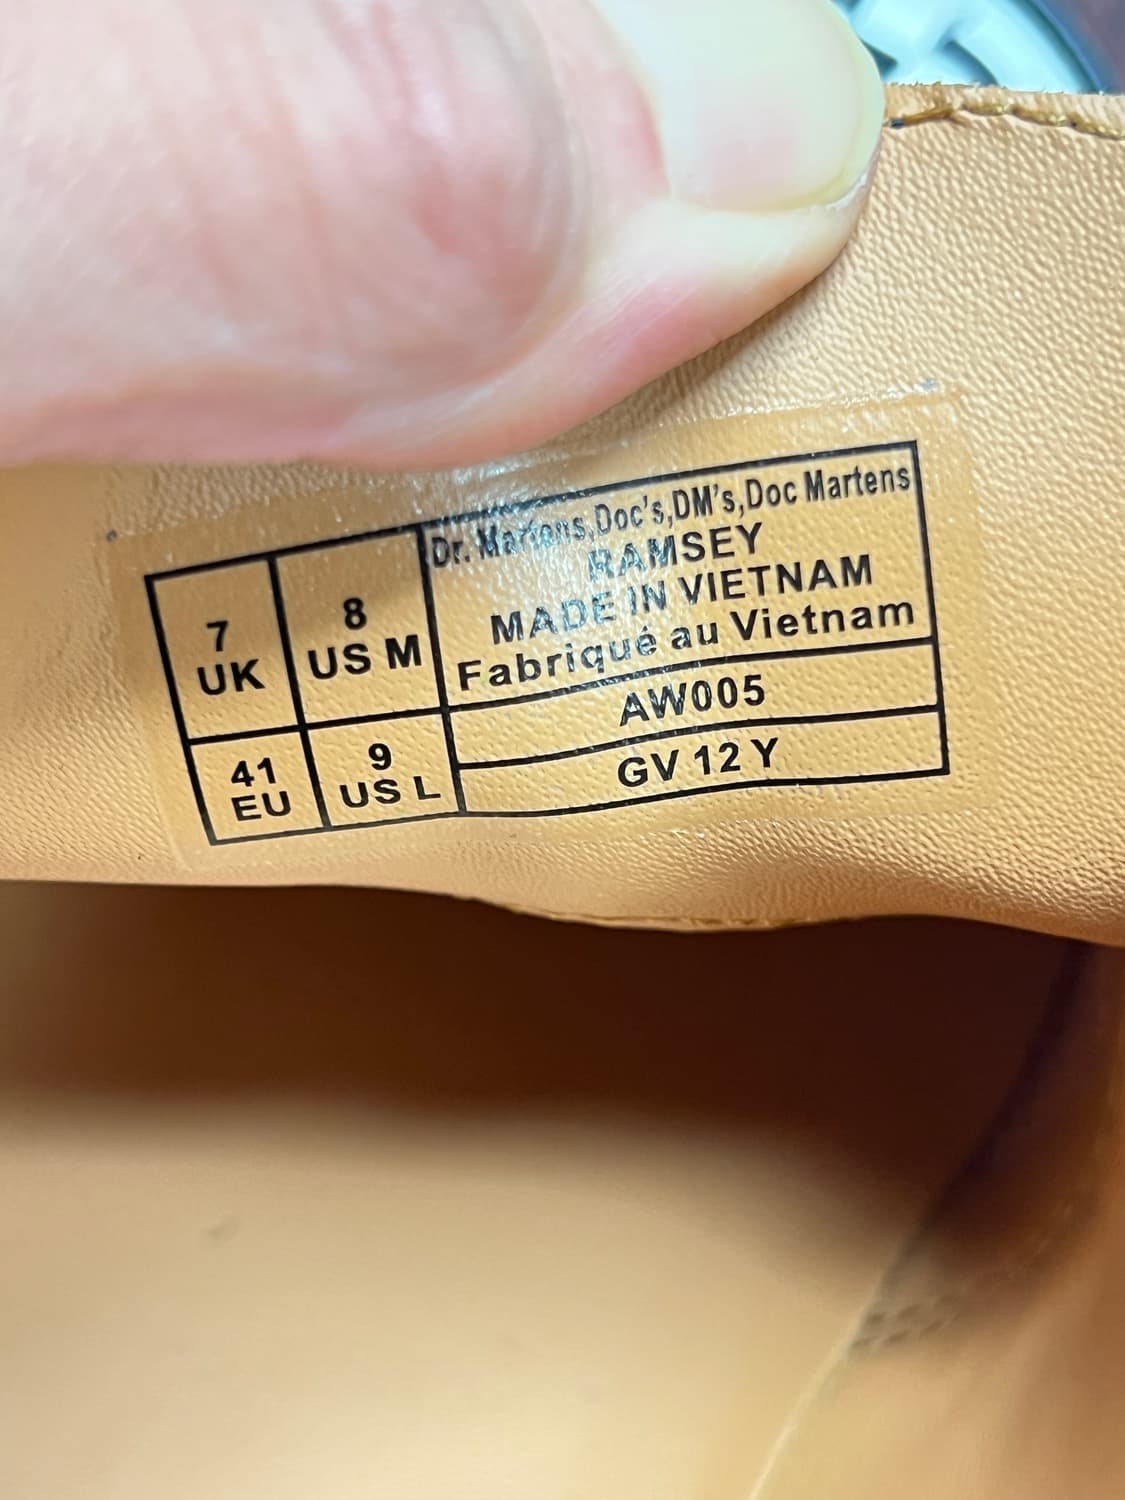 7
UK
8
US M
41
EU
9
US L
Dr. Martens,Doc's,DM's,Doc Martens
RAMSEY
MADE IN VIETNAM
Fabriqué au Vietnam
AW005
GV 12 Y